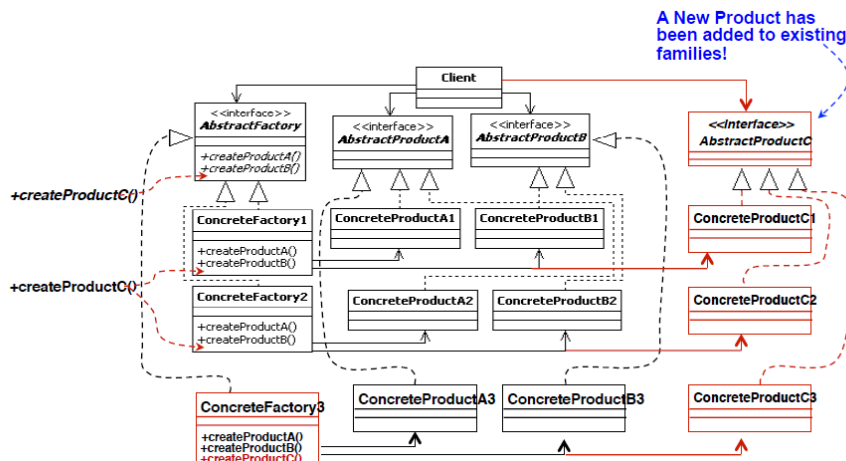 A New Product has
been added to existing
families!
Client
<<interface>>
AbstractFactory
+createProductA()
+createProductB()
<<interface>>
AbstractProductA
<<interface>>
AbstractProductB
<<interface>>
AbstractProductC
+createProductC()
ConcreteFactory1
+createProductA()
+createProductB()
ConcreteProductA1
ConcreteProductB1
ConcreteProductC1
+createProductC()
ConcreteFactory2
+createProductA()
+createProductB()
ConcreteProductA2
ConcreteProductB2
ConcreteProductC2
ConcreteFactory3
+createProductA()
+createProductB()
+createProductC()
ConcreteProductA3
ConcreteProductB3
ConcreteProductC3